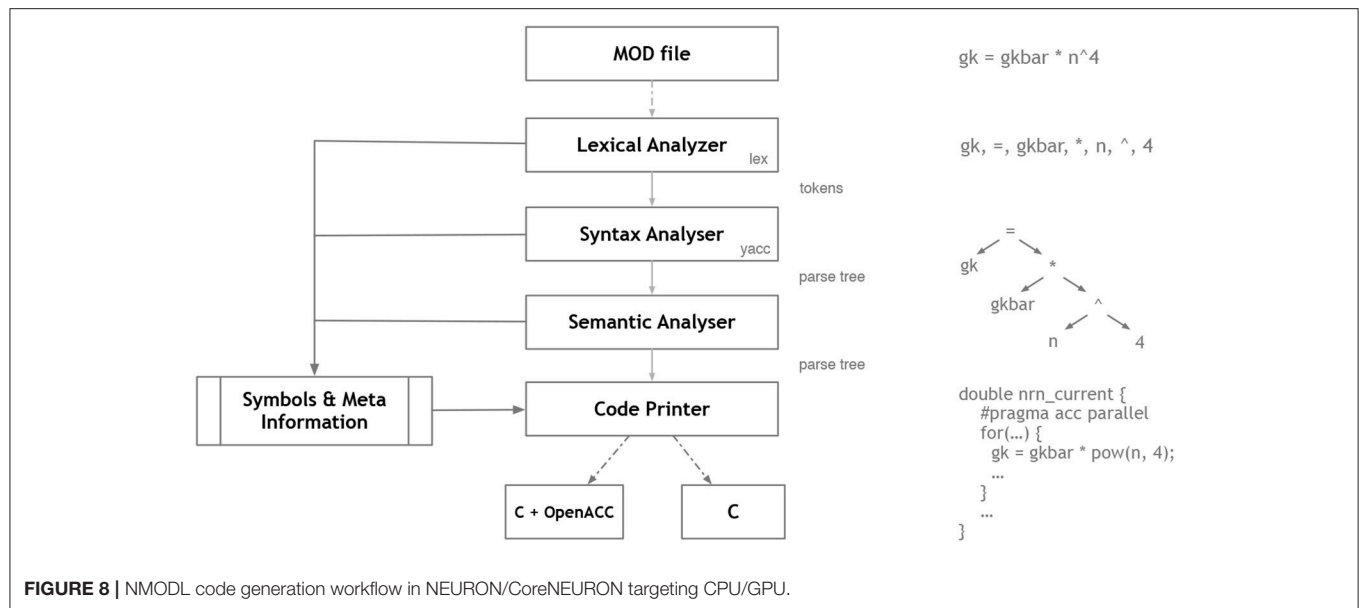 MOD file
gk = gkbar * n^4
Lexical Analyzer
lex
gk, =, gkbar, *, n, ^, 4
tokens
Syntax Analyser
yacc
=
gk
*
gkbar
^
n
4
parse tree
Semantic Analyser
parse tree
Symbols & Meta
Information
Code Printer
double nrn_current {
#pragma acc parallel
for(...) {
gk = gkbar * pow(n, 4);
...
}
...
}
C + OpenACC
C
FIGURE 8 | NMODL code generation workflow in NEURON/CoreNEURON targeting CPU/GPU.